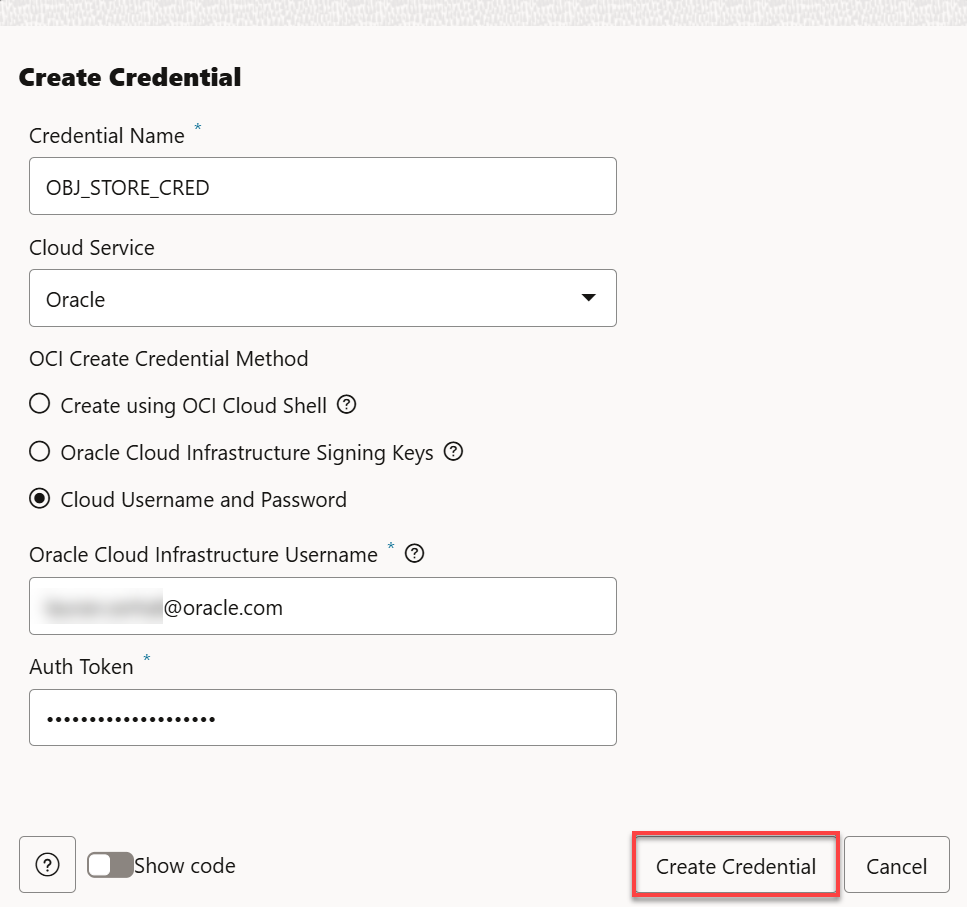 Create Credential
Credential Name *
OBJ_STORE_CRED
Cloud Service
Oracle
OCI Create Credential Method
Create using OCI Cloud Shell ?
Oracle Cloud Infrastructure Signing Keys ?
Cloud Username and Password
Oracle Cloud Infrastructure Username * ?
@oracle.com
Auth Token *
••••••••••••••••••••
? Show code Create Credential Cancel